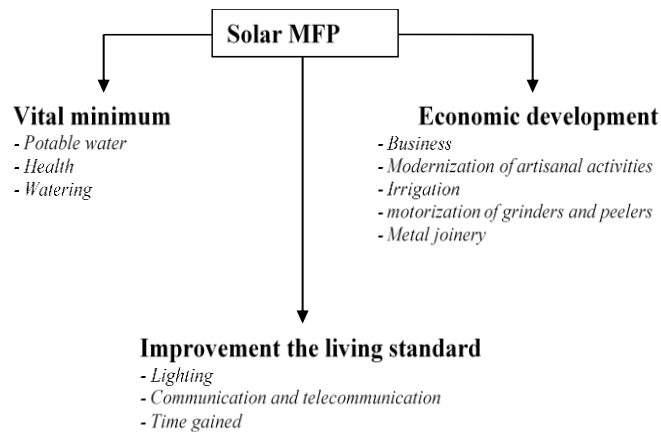 Solar MFP
Vital minimum
- Potable water
- Health
- Watering
Economic development
- Business
- Modernization of artisanal activities
- Irrigation
- motorization of grinders and peelers
- Metal joinery
Improvement the living standard
- Lighting
- Communication and telecommunication
- Time gained